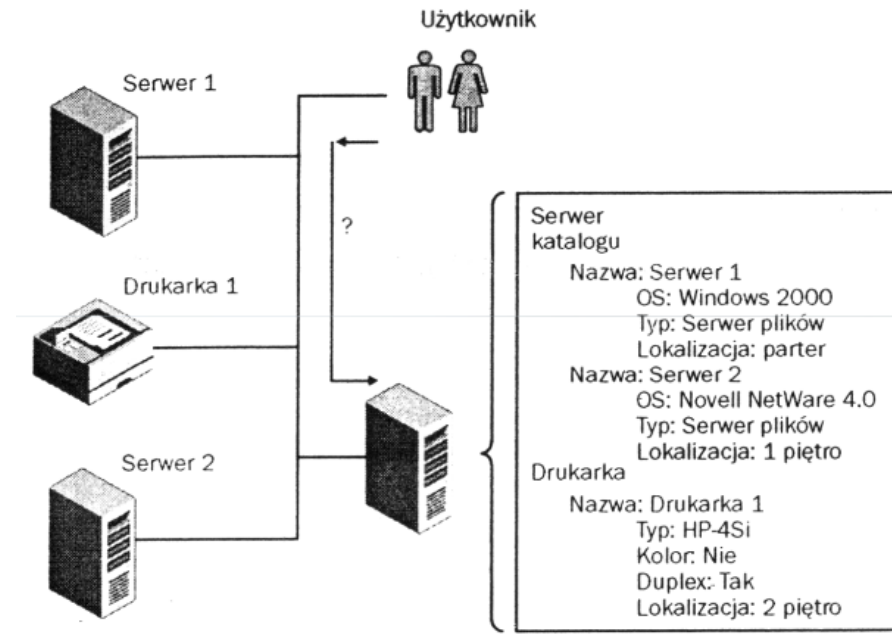 Użytkownik
Serwer 1
?
Drukarka 1
Serwer 2
Serwer
katalogu
Nazwa: Serwer 1
OS: Windows 2000
Typ: Serwer plików
Lokalizacja: parter
Nazwa: Serwer 2
OS: Novell NetWare 4.0
Typ: Serwer plików
Lokalizacja: 1 piętro
Drukarka
Nazwa: Drukarka 1
Typ: HP-4Si
Kolor: Nie
Duplex: Tak
Lokalizacja: 2 piętro